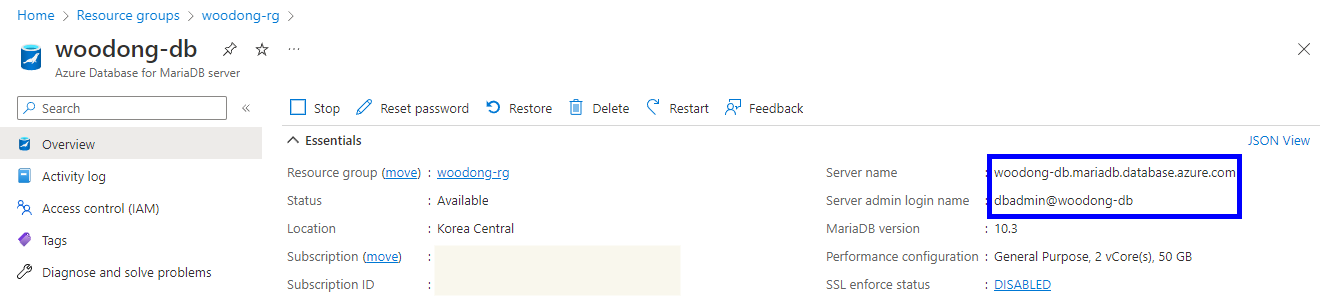 Home > Resource groups > woodong-rg >
woodong-db
Azure Database for MariaDB server
Search
Stop Reset password Restore Delete Restart Feedback
Overview
Activity log
Access control (IAM)
Tags
Diagnose and solve problems
Essentials
JSON View
Resource group (move) : woodong-rg
Status : Available
Location : Korea Central
Subscription (move) :
Subscription ID :
Server name : woodong-db.mariadb.database.azure.com
Server admin login name : dbadmin@woodong-db
MariaDB version : 10.3
Performance configuration : General Purpose, 2 vCore(s), 50 GB
SSL enforce status : DISABLED